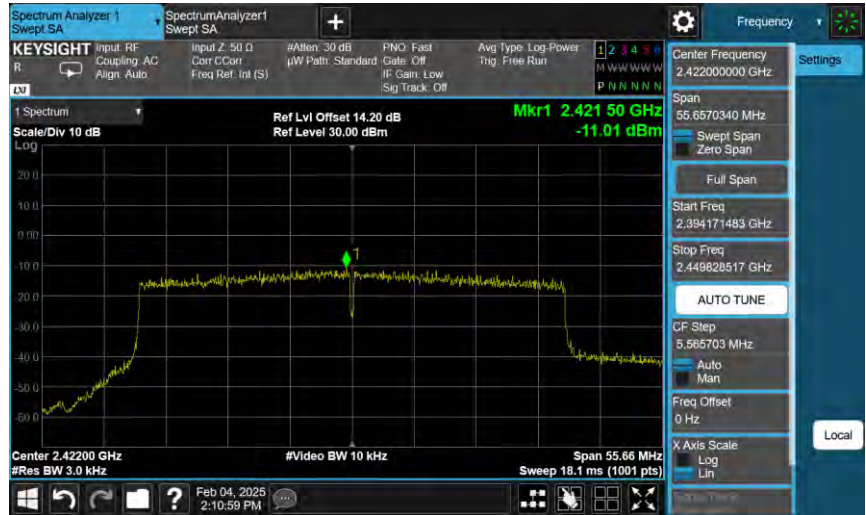 Spectrum Analyzer 1
Swept SA
SpectrumAnalyzer1
Swept SA
+
Frequency
KEYSIGHT
R
LXI
Input: RF
Coupling: AC
Align: Auto
Input Z: 50 Ω
Corr CCorr
Freq Ref: Int (S)
#Atten: 30 dB
µW Path: Standard
PNO: Fast
Gate: Off
IF Gain: Low
Sig Track: Off
Avg Type: Log-Power
Trig: Free Run
1 2 3 4 5 6
M W W W W W
P N N N N N
1 Spectrum
Scale/Div 10 dB
Ref Lvl Offset 14.20 dB
Ref Level 30.00 dBm
Mkr1 2.421 50 GHz
-11.01 dBm
Log
20.0
10.0
0.00
-10.0
-20.0
-30.0
-40.0
-50.0
-60.0
1
Center 2.42200 GHz
#Res BW 3.0 kHz
#Video BW 10 kHz
Span 55.66 MHz
Sweep 18.1 ms (1001 pts)
Center Frequency
2.422000000 GHz
Span
55.6570340 MHz
Swept Span
Zero Span
Full Span
Start Freq
2.394171483 GHz
Stop Freq
2.449828517 GHz
AUTO TUNE
CF Step
5.565703 MHz
Auto
Man
Freq Offset
0 Hz
X Axis Scale
Log
Lin
Settings
Local
?
Feb 04, 2025
2:10:59 PM